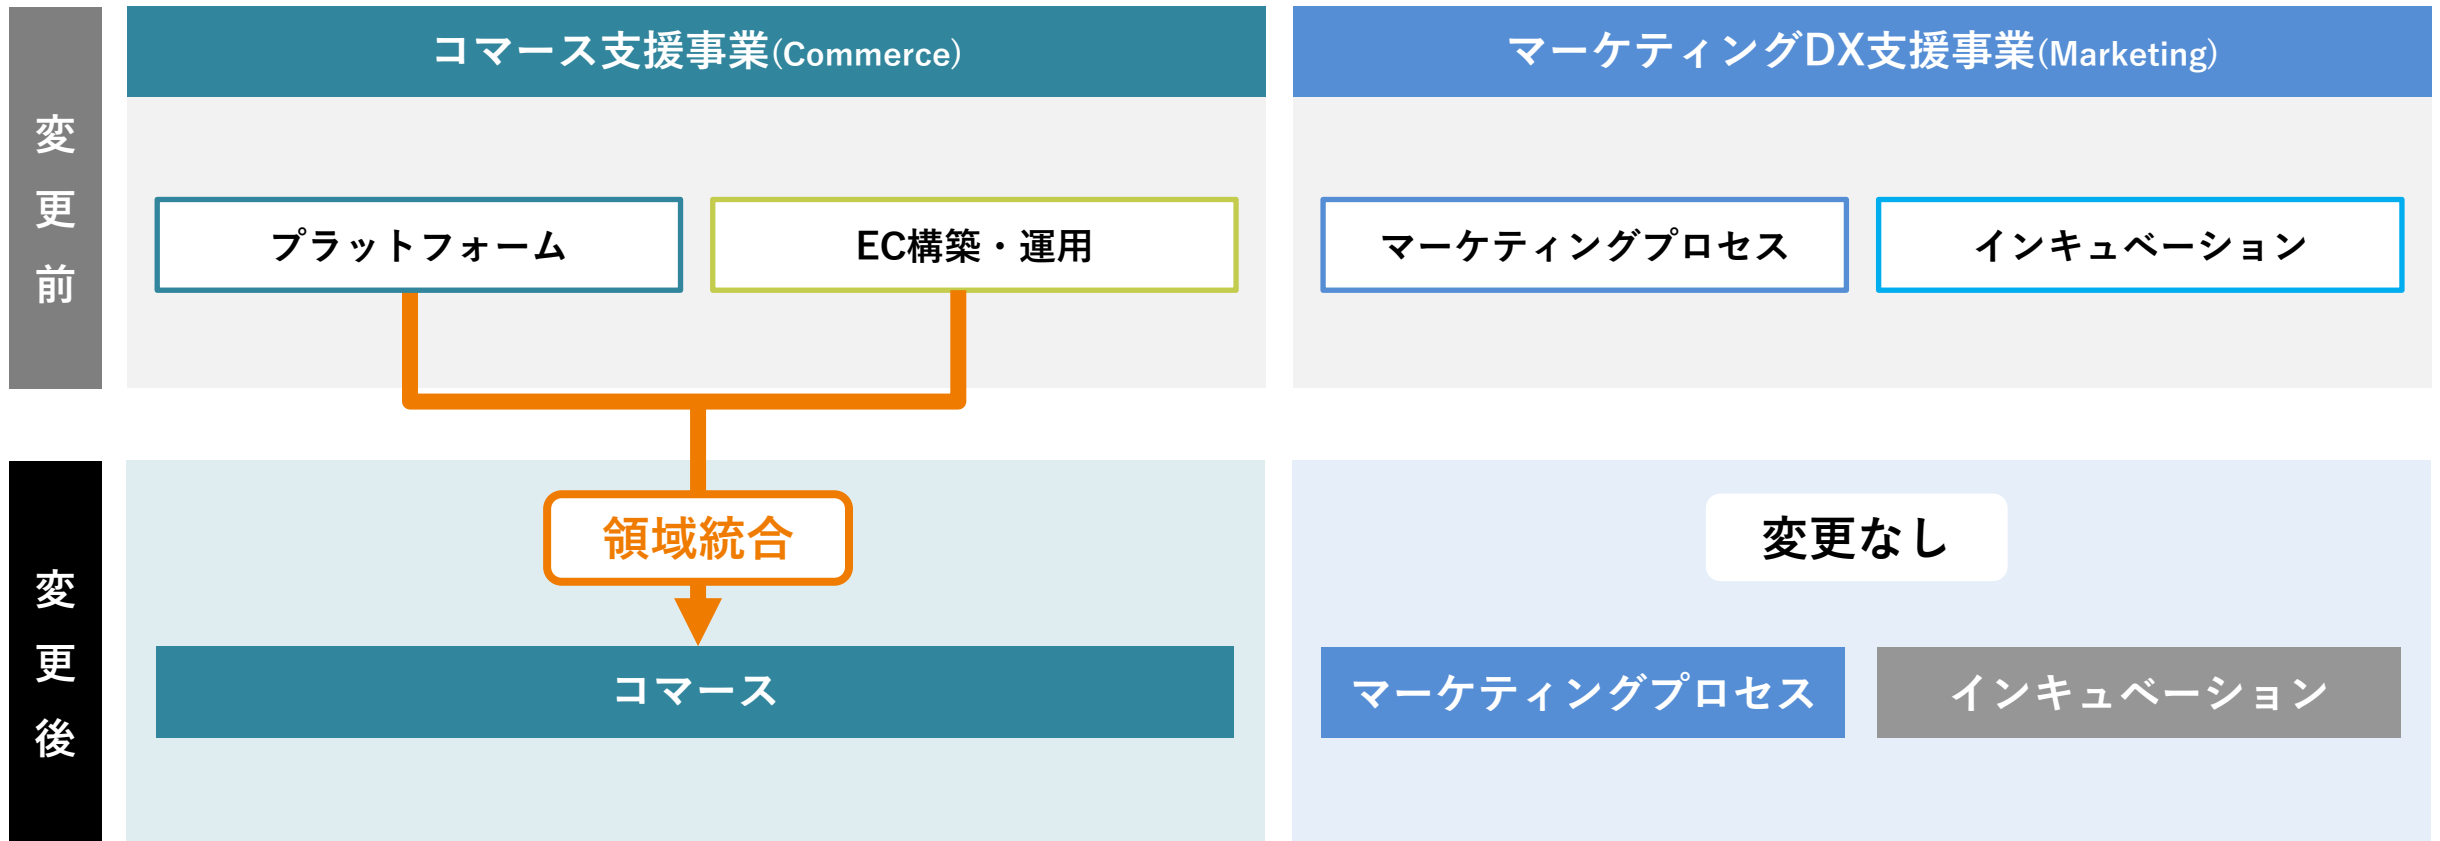 コマース支援事業(Commerce)
マーケティングDX支援事業(Marketing)
変更前
プラットフォーム
EC構築・運用
マーケティングプロセス
インキュベーション
変更後
領域統合
変更なし
コマース
マーケティングプロセス
インキュベーション